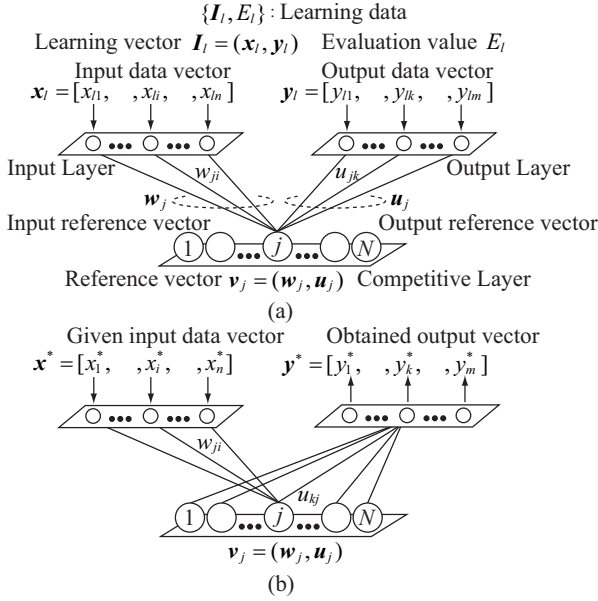 {I_l, E_l} : Learning data
Learning vector I_l = (x_l, y_l) Evaluation value E_l
Input data vector Output data vector
x_l = [x_l1, , x_li, , x_ln] y_l = [y_l1, , y_lk, , y_lm]
Input Layer w_ji u_jk Output Layer
w_j u_j
Input reference vector Output reference vector
1 j N
Reference vector v_j = (w_j, u_j) Competitive Layer
(a)
Given input data vector Obtained output vector
x* = [x*_1, , x*_i, , x*_n] y* = [y*_1, , y*_k, , y*_m]
w_ji
u_kj
1 j N
v_j = (w_j, u_j)
(b)